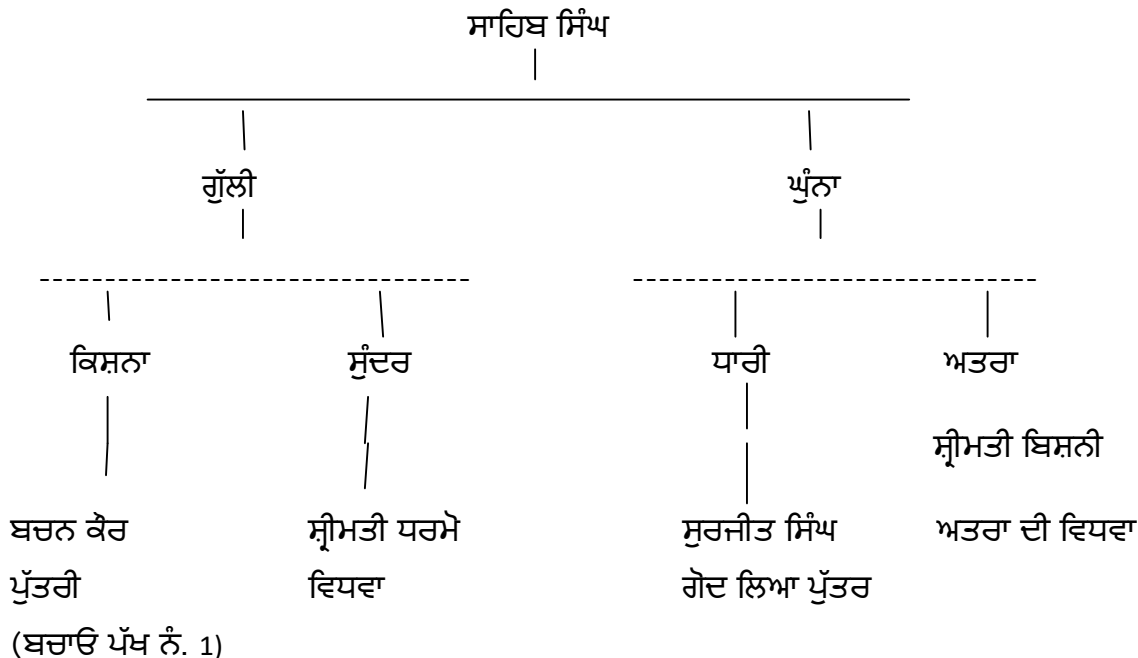 ਸਾਹਿਬ ਸਿੰਘ
ਗੁੱਲੀ ਘੁੰਨਾ
ਕਿਸ਼ਨਾ ਸੁੰਦਰ ਧਾਰੀ ਅਤਰਾ
ਸ਼੍ਰੀਮਤੀ ਬਿਸ਼ਨੀ
ਬਚਨ ਕੌਰ ਸ਼੍ਰੀਮਤੀ ਧਰਮੋ ਸੁਰਜੀਤ ਸਿੰਘ ਅਤਰਾ ਦੀ ਵਿਧਵਾ
ਪੁੱਤਰੀ ਵਿਧਵਾ ਗੋਦ ਲਿਆ ਪੁੱਤਰ
(ਬਚਾਓ ਪੱਖ ਨੰ. 1)